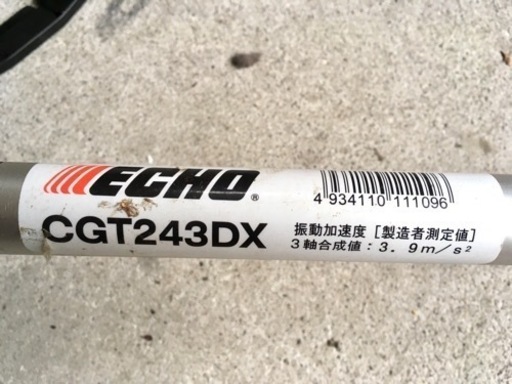 ECHO®
4 934110 111096
CGT243DX
振動加速度［製造者測定値］
3軸合成値：3．9m／s²